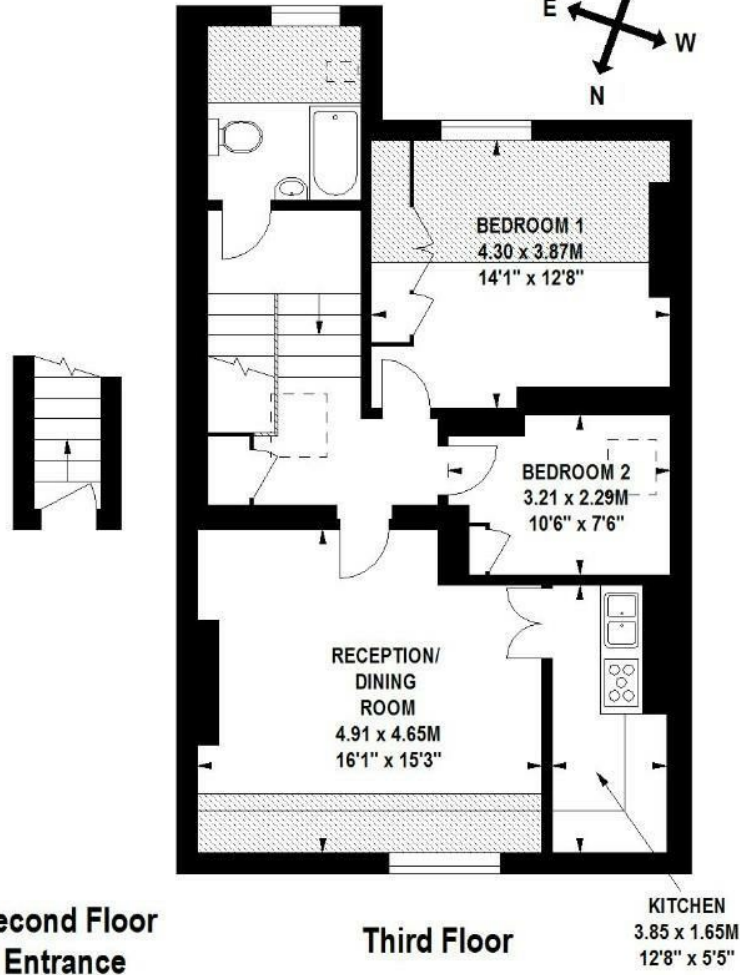 E
W
N
BEDROOM 1
4.30 x 3.87M
14'1" x 12'8"
BEDROOM 2
3.21 x 2.29M
10'6" x 7'6"
RECEPTION/
DINING
ROOM
4.91 x 4.65M
16'1" x 15'3"
KITCHEN
3.85 x 1.65M
12'8" x 5'5"
econd Floor
Entrance
Third Floor